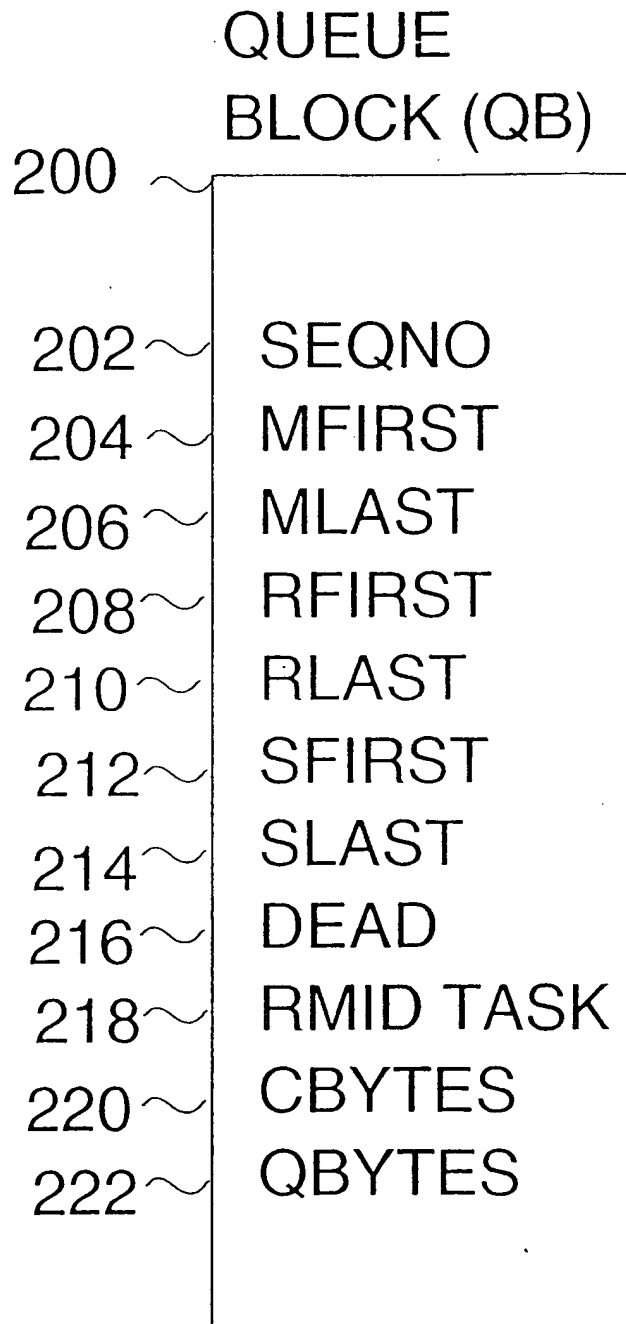 QUEUE
BLOCK (QB)
200
202 SEQNO
204 MFIRST
206 MLAST
208 RFIRST
210 RLAST
212 SFIRST
214 SLAST
216 DEAD
218 RMID TASK
220 CBYTES
222 QBYTES